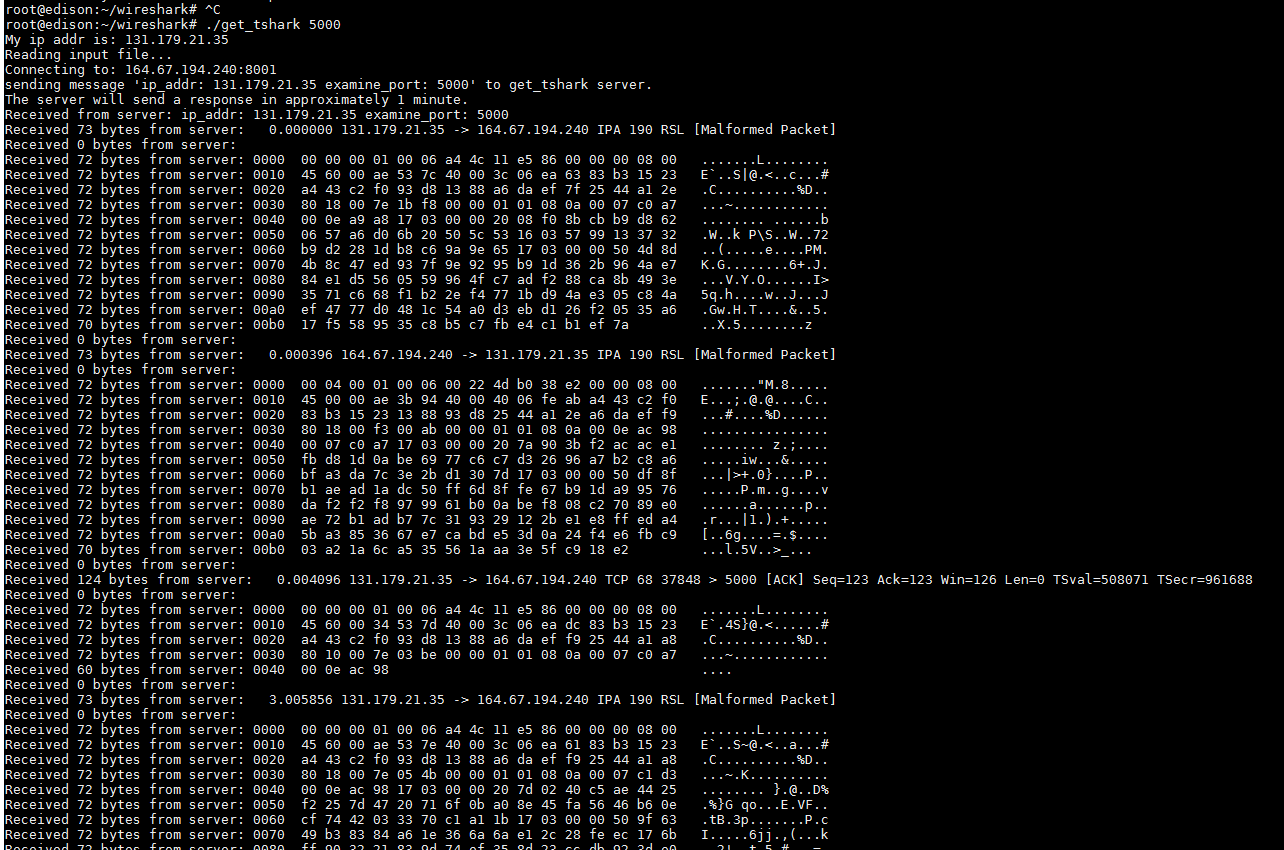 root@edison:~/wireshark# ^C
root@edison:~/wireshark# ./get_tshark 5000
My ip addr is: 131.179.21.35
Reading input file...
Connecting to: 164.67.194.240:8001
sending message 'ip_addr: 131.179.21.35 examine_port: 5000' to get_tshark server.
The server will send a response in approximately 1 minute.
Received from server: ip_addr: 131.179.21.35 examine_port: 5000
Received 73 bytes from server:   0.000000 131.179.21.35 -> 164.67.194.240 IPA 190 RSL [Malformed Packet]
Received 0 bytes from server:
Received 72 bytes from server: 0000  00 00 00 01 00 06 a4 4c 11 e5 86 00 00 00 08 00   .......L........
Received 72 bytes from server: 0010  45 60 00 ae 53 7c 40 00 3c 06 ea 63 83 b3 15 23   E`..S|@.<..c...#
Received 72 bytes from server: 0020  a4 43 c2 f0 93 d8 13 88 a6 da ef 7f 25 44 a1 2e   .C..........%D..
Received 72 bytes from server: 0030  80 18 00 7e 1b f8 00 00 01 01 08 0a 00 07 c0 a7   ...~............
Received 72 bytes from server: 0040  00 0e a9 a8 17 03 00 00 20 08 f0 8b cb b9 d8 62   ........ ......b
Received 72 bytes from server: 0050  06 57 a6 d0 6b 20 50 5c 53 16 03 57 99 13 37 32   .W..k P\S..W..72
Received 72 bytes from server: 0060  b9 d2 28 1d b8 c6 9a 9e 65 17 03 00 00 50 4d 8d   ..(.....e....PM.
Received 72 bytes from server: 0070  4b 8c 47 ed 93 7f 9e 92 95 b9 1d 36 2b 96 4a e7   K.G........6+.J.
Received 72 bytes from server: 0080  84 e1 d5 56 05 59 96 4f c7 ad f2 88 ca 8b 49 3e   ...V.Y.O......I>
Received 72 bytes from server: 0090  35 71 c6 68 f1 b2 2e f4 77 1b d9 4a e3 05 c8 4a   5q.h....w..J...J
Received 72 bytes from server: 00a0  ef 47 77 d0 48 1c 54 a0 d3 eb d1 26 f2 05 35 a6   .Gw.H.T....&..5.
Received 70 bytes from server: 00b0  17 f5 58 95 35 c8 b5 c7 fb e4 c1 b1 ef 7a         ..X.5........z
Received 0 bytes from server:
Received 73 bytes from server:   0.000396 164.67.194.240 -> 131.179.21.35 IPA 190 RSL [Malformed Packet]
Received 0 bytes from server:
Received 72 bytes from server: 0000  00 04 00 01 00 06 00 22 4d b0 38 e2 00 00 08 00   ......."M.8.....
Received 72 bytes from server: 0010  45 00 00 ae 3b 94 40 00 40 06 fe ab a4 43 c2 f0   E...;.@.@....C..
Received 72 bytes from server: 0020  83 b3 15 23 13 88 93 d8 25 44 a1 2e a6 da ef f9   ...#....%D......
Received 72 bytes from server: 0030  80 18 00 f3 00 ab 00 00 01 01 08 0a 00 0e ac 98   ................
Received 72 bytes from server: 0040  00 07 c0 a7 17 03 00 00 20 7a 90 3b f2 ac ac e1   ........ z.;....
Received 72 bytes from server: 0050  fb d8 1d 0a be 69 77 c6 c7 d3 26 96 a7 b2 c8 a6   .....iw...&.....
Received 72 bytes from server: 0060  bf a3 da 7c 3e 2b d1 30 7d 17 03 00 00 50 df 8f   ...|>+.0}....P..
Received 72 bytes from server: 0070  b1 ae ad 1a dc 50 ff 6d 8f fe 67 b9 1d a9 95 76   .....P.m..g....v
Received 72 bytes from server: 0080  da f2 f2 f8 97 99 61 b0 0a be f8 08 c2 70 89 e0   ......a......p..
Received 72 bytes from server: 0090  ae 72 b1 ad b7 7c 31 93 29 12 2b e1 e8 ff ed a4   .r...|1.).+.....
Received 72 bytes from server: 00a0  5b a3 85 36 67 e7 ca bd e5 3d 0a 24 f4 e6 fb c9   [..6g....=.$....
Received 70 bytes from server: 00b0  03 a2 1a 6c a5 35 56 1a aa 3e 5f c9 18 e2         ...l.5V..>_...
Received 0 bytes from server:
Received 124 bytes from server:   0.004096 131.179.21.35 -> 164.67.194.240 TCP 68 37848 > 5000 [ACK] Seq=123 Ack=123 Win=126 Len=0 TSval=508071 TSecr=961688
Received 0 bytes from server:
Received 72 bytes from server: 0000  00 00 00 01 00 06 a4 4c 11 e5 86 00 00 00 08 00   .......L........
Received 72 bytes from server: 0010  45 60 00 34 53 7d 40 00 3c 06 ea dc 83 b3 15 23   E`.4S}@.<......#
Received 72 bytes from server: 0020  a4 43 c2 f0 93 d8 13 88 a6 da ef f9 25 44 a1 a8   .C..........%D..
Received 72 bytes from server: 0030  80 10 00 7e 03 be 00 00 01 01 08 0a 00 07 c0 a7   ...~............
Received 60 bytes from server: 0040  00 0e ac 98                                       ....
Received 0 bytes from server:
Received 73 bytes from server:   3.005856 131.179.21.35 -> 164.67.194.240 IPA 190 RSL [Malformed Packet]
Received 0 bytes from server:
Received 72 bytes from server: 0000  00 00 00 01 00 06 a4 4c 11 e5 86 00 00 00 08 00   .......L........
Received 72 bytes from server: 0010  45 60 00 ae 53 7e 40 00 3c 06 ea 61 83 b3 15 23   E`..S~@.<..a...#
Received 72 bytes from server: 0020  a4 43 c2 f0 93 d8 13 88 a6 da ef f9 25 44 a1 a8   .C..........%D..
Received 72 bytes from server: 0030  80 18 00 7e 05 4b 00 00 01 01 08 0a 00 07 c1 d3   ...~.K..........
Received 72 bytes from server: 0040  00 0e ac 98 17 03 00 00 20 7d 02 40 c5 ae 44 25   ........ }.@..D%
Received 72 bytes from server: 0050  f2 25 7d 47 20 71 6f 0b a0 8e 45 fa 56 46 b6 0e   .%}G qo...E.VF..
Received 72 bytes from server: 0060  cf 74 42 03 33 70 c1 a1 1b 17 03 00 00 50 9f 63   .tB.3p.......P.c
Received 72 bytes from server: 0070  49 b3 83 84 a6 1e 36 6a 6a e1 2c 28 fe ec 17 6b   I.....6jj.,(...k